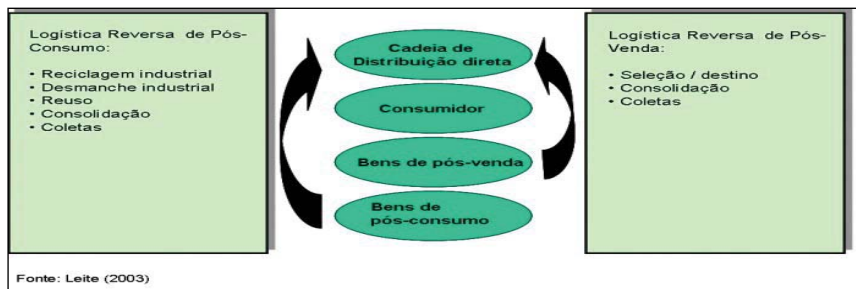 Logística Reversa de Pós-
Consumo:
• Reciclagem industrial
• Desmanche industrial
• Reuso
• Consolidação
• Coletas
Cadeia de
Distribuição direta
Consumidor
Bens de pós-venda
Bens de
pós-consumo
Logística Reversa de Pós-
Venda:
• Seleção / destino
• Consolidação
• Coletas
Fonte: Leite (2003)